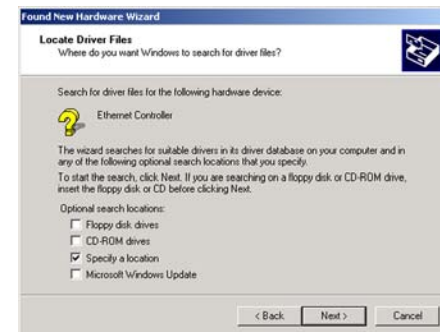 Found New Hardware Wizard
Locate Driver Files
Where do you want Windows to search for driver files?
Search for driver files for the following hardware device:
Ethernet Controller
The wizard searches for suitable drivers in its driver database on your computer and in
any of the following optional search locations that you specify.
To start the search, click Next. If you are searching on a floppy disk or CD-ROM drive,
insert the floppy disk or CD before clicking Next.
Optional search locations:
Floppy disk drives
CD-ROM drives
Specify a location
Microsoft Windows Update
< Back Next > Cancel